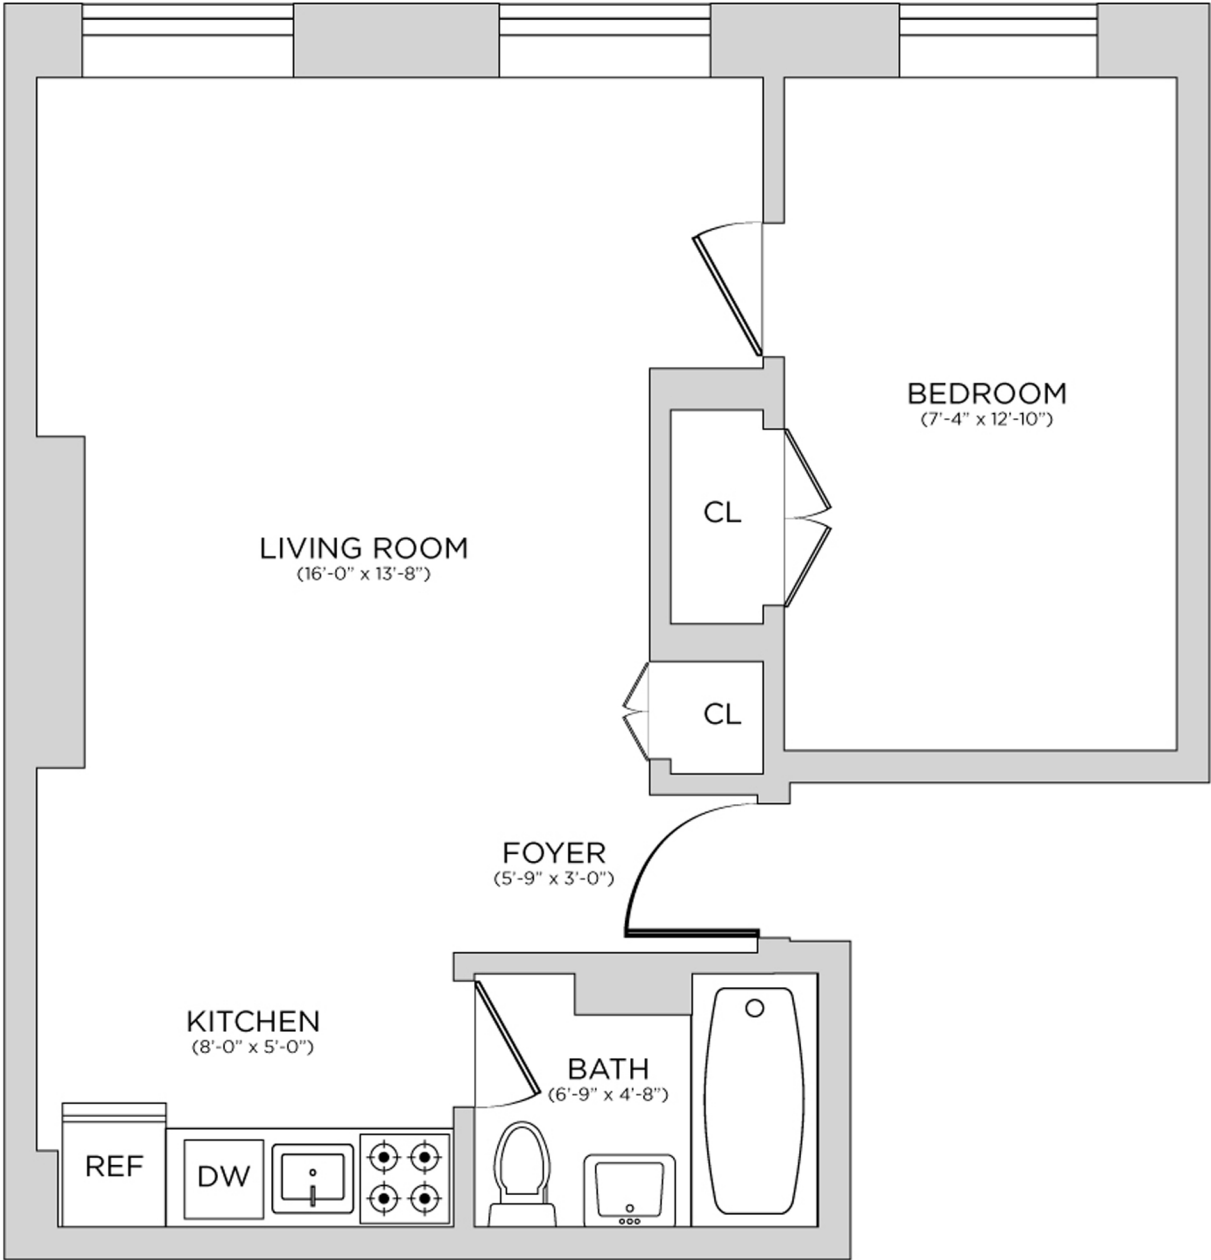 BEDROOM
(7'-4” x 12'-10”)
CL
LIVING ROOM
(16'-0” x 13'-8”)
CL
FOYER
(5'-9” x 3'-0”)
KITCHEN
(8'-0” x 5'-0”)
BATH
(6'-9” x 4'-8”)
REF
DW